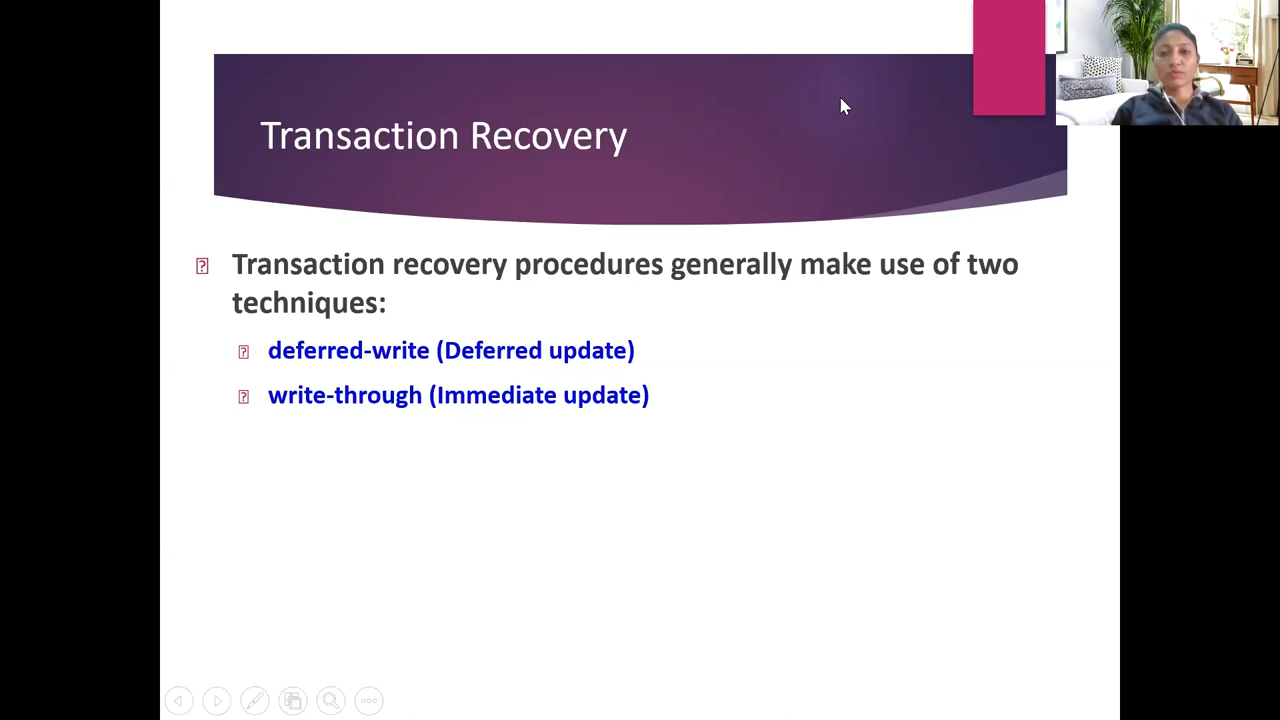 Transaction Recovery
Transaction recovery procedures generally make use of two
techniques:
deferred-write (Deferred update)
write-through (Immediate update)